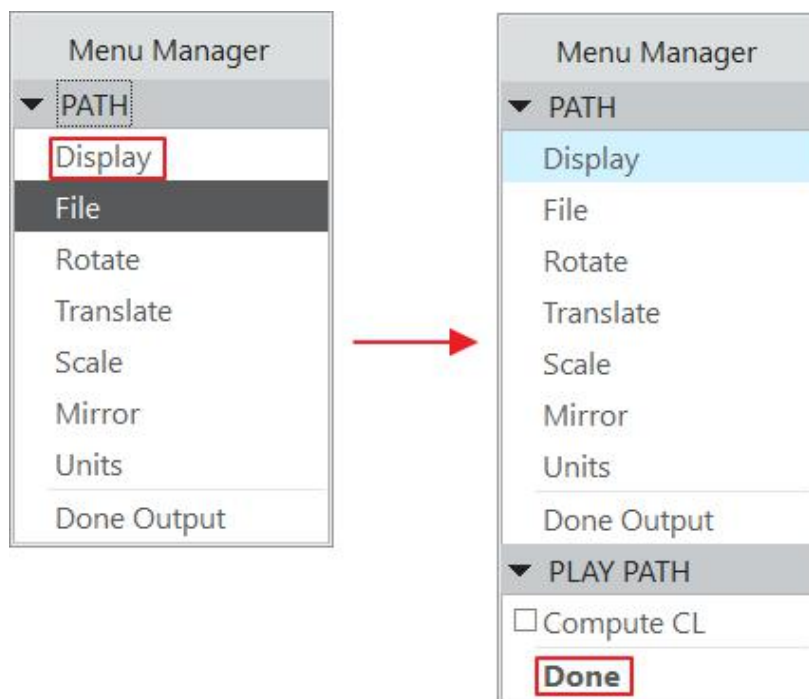 Menu Manager
PATH
Display
File
Rotate
Translate
Scale
Mirror
Units
Done Output
Menu Manager
PATH
Display
File
Rotate
Translate
Scale
Mirror
Units
Done Output
PLAY PATH
Compute CL
Done